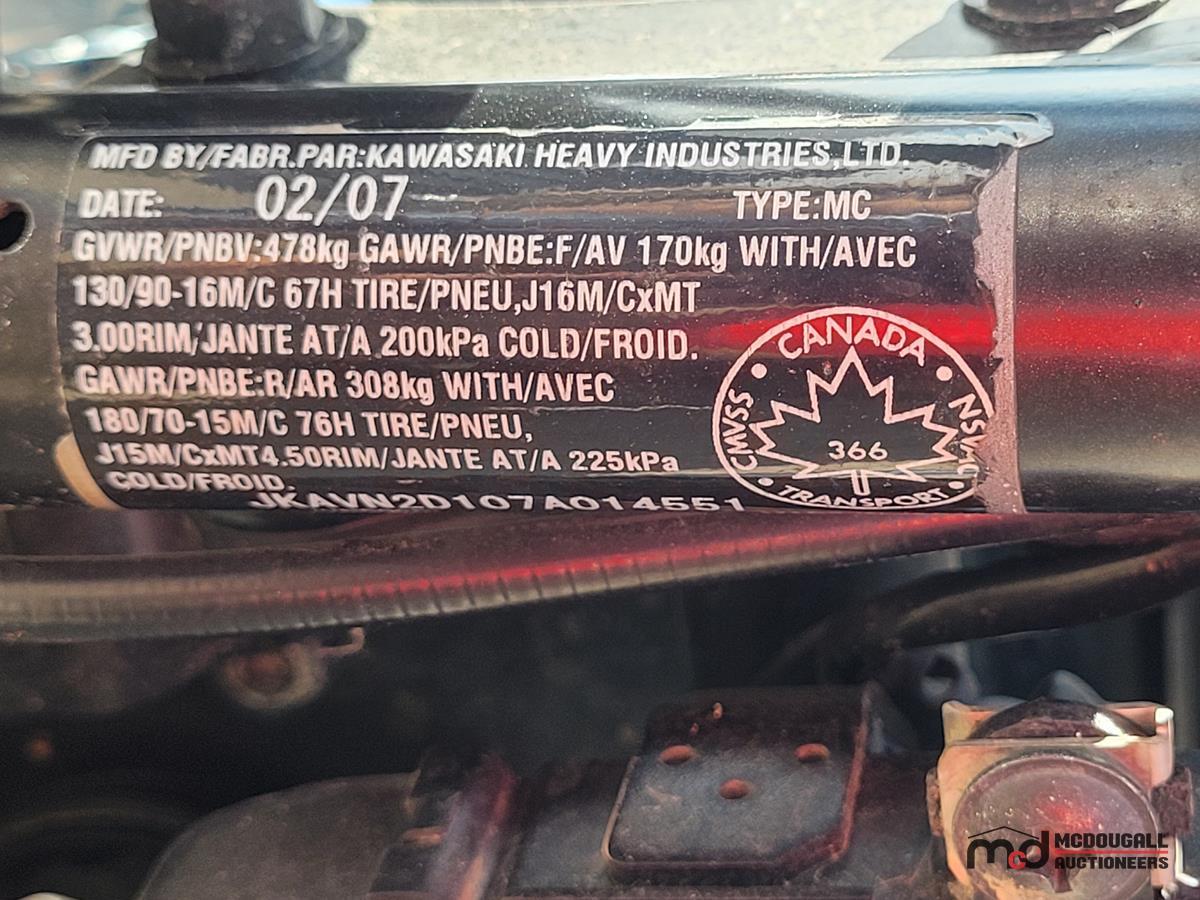 MFD BY/FABR.PAR:KAWASAKI HEAVY INDUSTRIES,LTD.
DATE: 02/07 TYPE:MC
GVWR/PNBV:478kg GAWR/PNBE:F/AV 170kg WITH/AVEC
130/90-16M/C 67H TIRE/PNEU,J16M/CxMT
3.00RIM/JANTE AT/A 200kPa COLD/FROID.
GAWR/PNBE:R/AR 308kg WITH/AVEC
180/70-15M/C 76H TIRE/PNEU,
J15M/CxMT4.50RIM/JANTE AT/A 225kPa
COLD/FROID.
JKAVN2D107A014551
CANADA
CMVSS
NSVAC
366
TRANSPORT
mcd MCDOUGALL
AUCTIONEERS